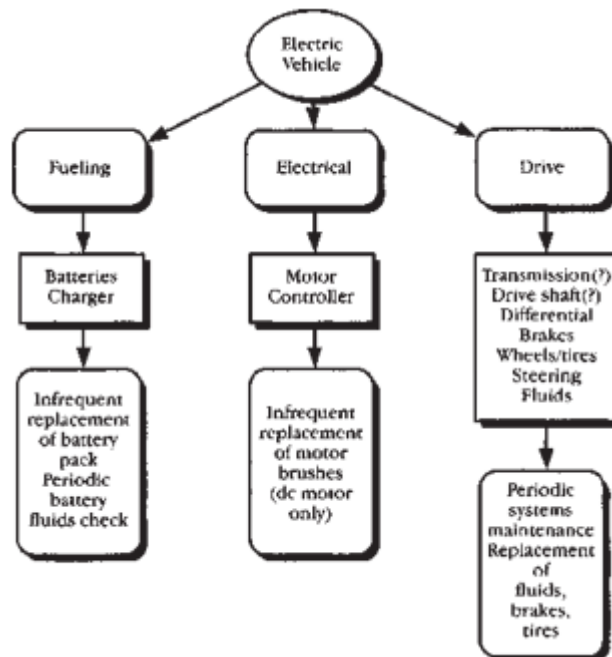 Electric
Vehicle
Fueling
Electrical
Drive
Batteries
Charger
Motor
Controller
Transmission(?)
Drive shaft(?)
Differential
Brakes
Wheels/tires
Steering
Fluids
Infrequent
replacement
of battery
pack
Periodic
battery
fluids check
Infrequent
replacement
of motor
brushes
(dc motor
only)
Periodic
systems
maintenance
Replacement
of
fluids,
brakes,
tires